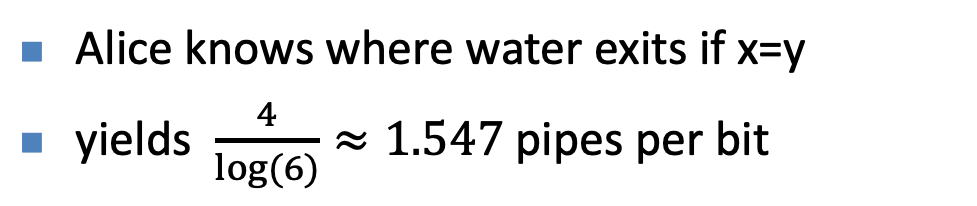 ▪ Alice knows where water exits if x=y
▪ yields 4/log(6) ≈ 1.547 pipes per bit